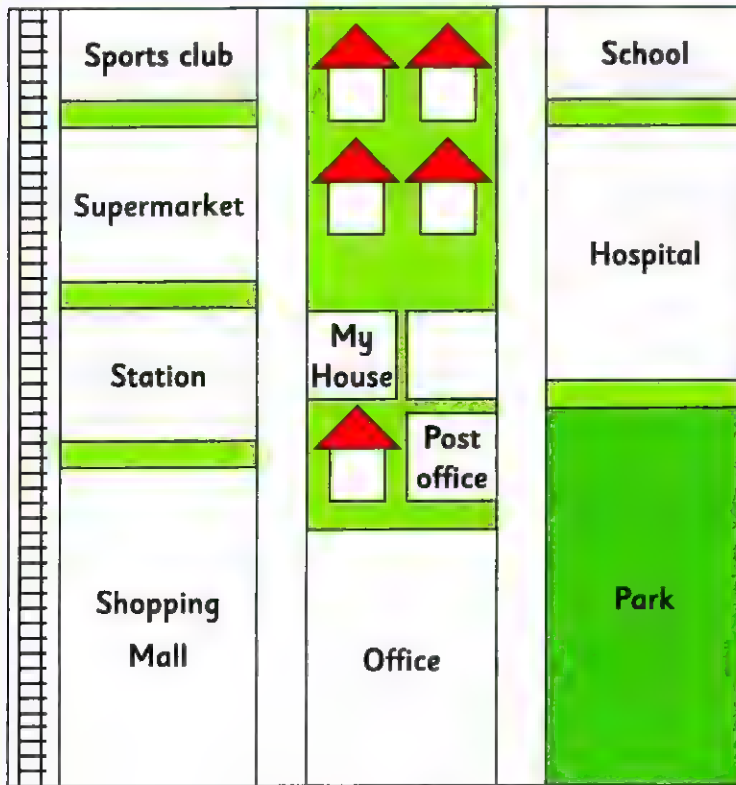 Sports club
School
Supermarket
Hospital
My
House
Station
Post
office
Shopping
Mall
Office
Park